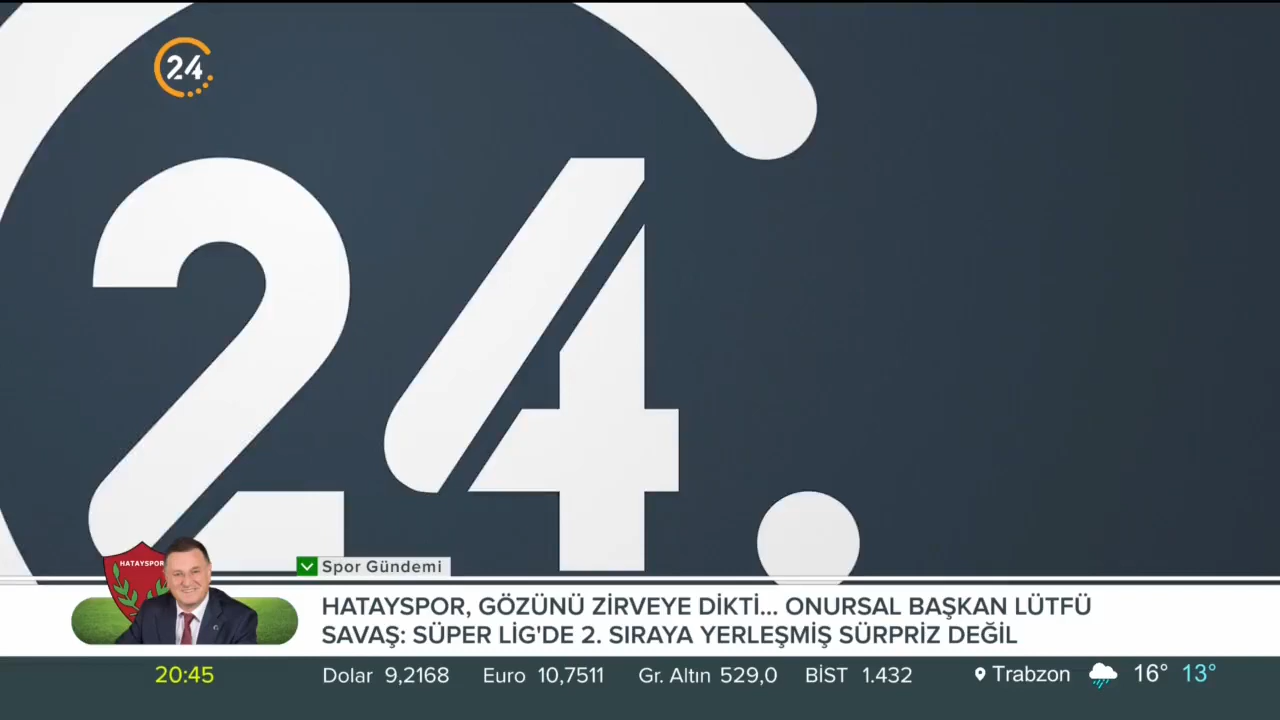 24
24.
HATAYSPOR
Spor Gündemi
HATAYSPOR, GÖZÜNÜ ZİRVEYE DİKTİ... ONURSAL BAŞKAN LÜTFÜ
SAVAŞ: SÜPER LİG'DE 2. SIRAYA YERLEŞMİŞ SÜRPRİZ DEĞİL
20:45 Dolar 9,2168 Euro 10,7511 Gr. Altın 529,0 BİST 1.432 Trabzon 16° 13°